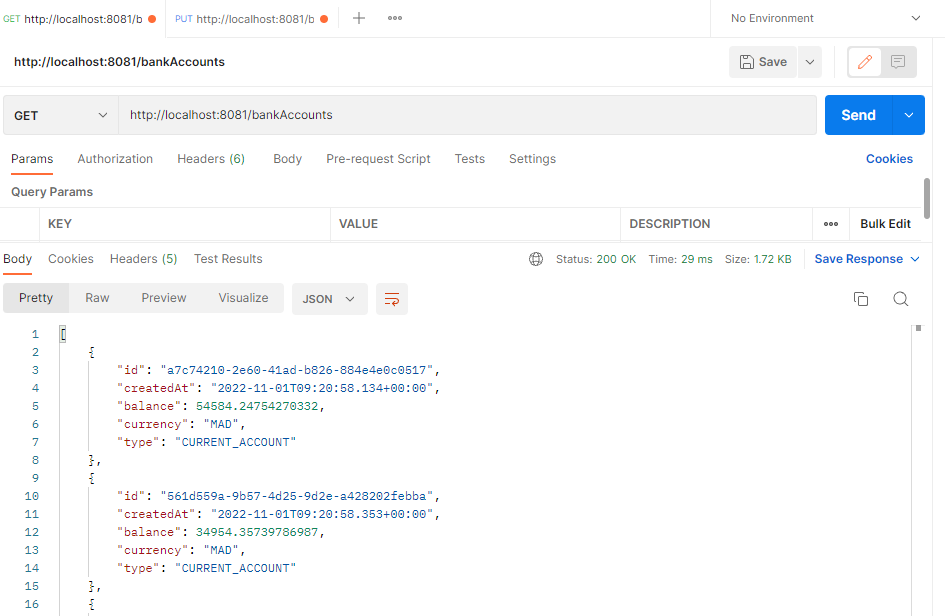 GET http://localhost:8081/b PUT http://localhost:8081/b No Environment
http://localhost:8081/bankAccounts Save
GET http://localhost:8081/bankAccounts Send
Params Authorization Headers (6) Body Pre-request Script Tests Settings Cookies
Query Params
KEY VALUE DESCRIPTION Bulk Edit
Body Cookies Headers (5) Test Results Status: 200 OK Time: 29 ms Size: 1.72 KB Save Response
Pretty Raw Preview Visualize JSON
1 [
2 {
3 "id": "a7c74210-2e60-41ad-b826-884e4e0c0517",
4 "createdAt": "2022-11-01T09:20:58.134+00:00",
5 "balance": 54584.24754270332,
6 "currency": "MAD",
7 "type": "CURRENT_ACCOUNT"
8 },
9 {
10 "id": "561d559a-9b57-4d25-9d2e-a428202febba",
11 "createdAt": "2022-11-01T09:20:58.353+00:00",
12 "balance": 34954.35739786987,
13 "currency": "MAD",
14 "type": "CURRENT_ACCOUNT"
15 },
16 {